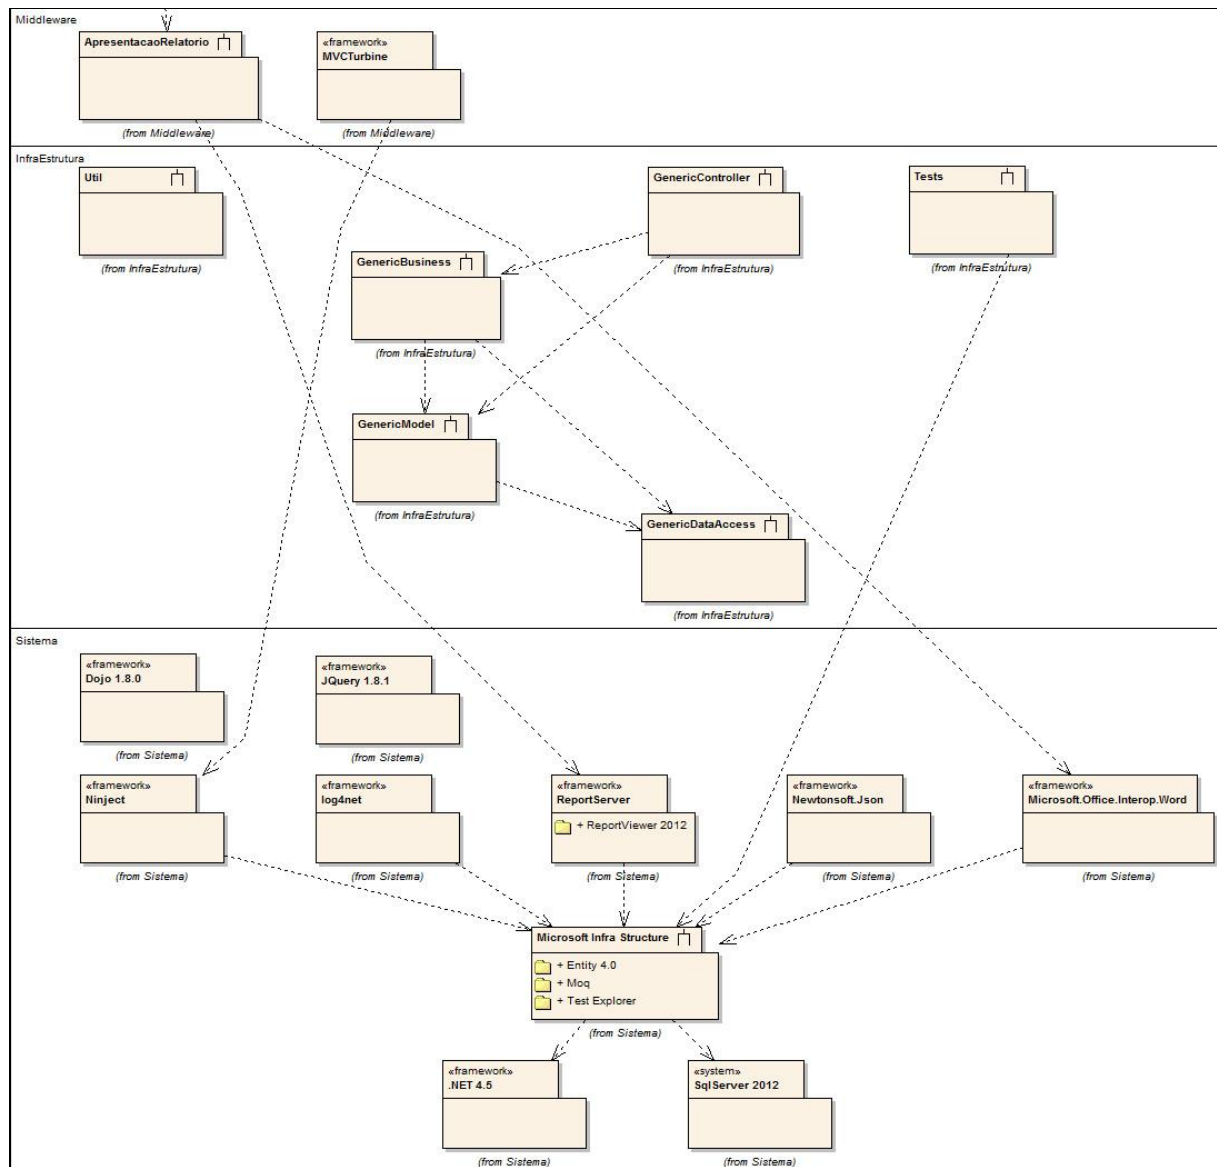 Middleware
ApresentacaoRelatorio
«framework»
MVCTurbine
(from Middleware)
(from Middleware)
InfraEstrutura
Util
GenericController
Tests
(from InfraEstrutura)
(from InfraEstrutura)
(from InfraEstrutura)
GenericBusiness
(from InfraEstrutura)
GenericModel
(from InfraEstrutura)
GenericDataAccess
(from InfraEstrutura)
Sistema
«framework»
Dojo 1.8.0
«framework»
JQuery 1.8.1
(from Sistema)
(from Sistema)
«framework»
Ninject
«framework»
log4net
«framework»
ReportServer
+ ReportViewer 2012
«framework»
Newtonsoft.Json
«framework»
Microsoft.Office.Interop.Word
(from Sistema)
(from Sistema)
(from Sistema)
(from Sistema)
(from Sistema)
Microsoft Infra Structure
+ Entity 4.0
+ Moq
+ Test Explorer
(from Sistema)
«framework»
.NET 4.5
«system»
SqlServer 2012
(from Sistema)
(from Sistema)